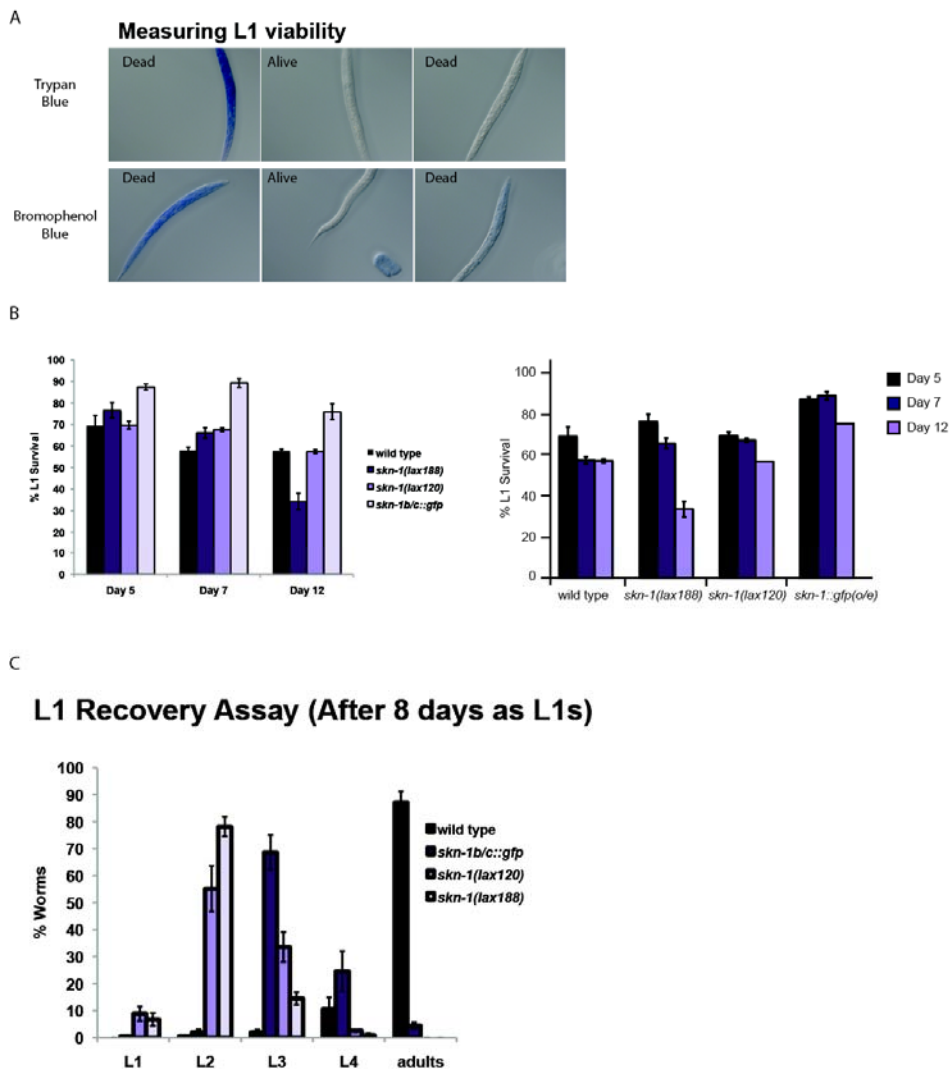 A
Measuring L1 viability
Trypan
Blue
Dead
Alive
Dead
Bromophenol
Blue
Dead
Alive
Dead
B
% L1 Survival
100
90
80
70
60
50
40
30
20
10
0
Day 5
Day 7
Day 12
wild type
skn-1(lax188)
skn-1(lax120)
skn-1b/c::gfp
% L1 Survival
100
80
60
40
20
0
wild type
skn-1(lax188)
skn-1(lax120)
skn-1::gfp(o/e)
Day 5
Day 7
Day 12
C
L1 Recovery Assay (After 8 days as L1s)
% Worms
100
90
80
70
60
50
40
30
20
10
0
L1
L2
L3
L4
adults
wild type
skn-1b/c::gfp
skn-1(lax120)
skn-1(lax188)